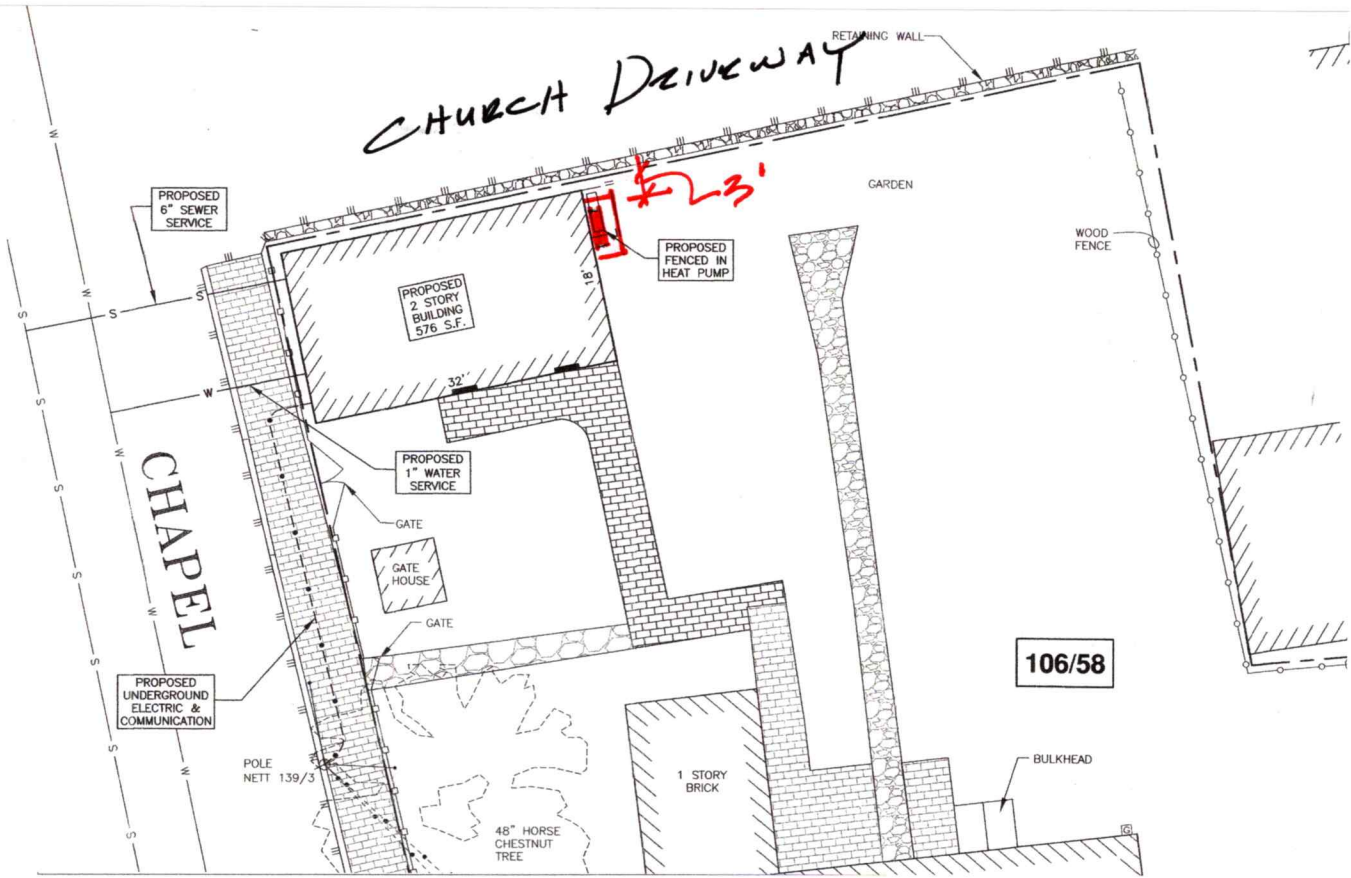 RETAINING WALL
CHURCH DRIVEWAY
3'
GARDEN
PROPOSED
6" SEWER
SERVICE
WOOD
FENCE
PROPOSED
FENCED IN
HEAT PUMP
18'
PROPOSED
2 STORY
BUILDING
576 S.F.
32'
W
W
W
W
W
W
W
S
S
S
S
S
S
S
S
PROPOSED
1" WATER
SERVICE
CHAPEL
GATE
GATE
HOUSE
GATE
106/58
PROPOSED
UNDERGROUND
ELECTRIC &
COMMUNICATION
POLE
NETT 139/3
1 STORY
BRICK
BULKHEAD
48" HORSE
CHESTNUT
TREE
G